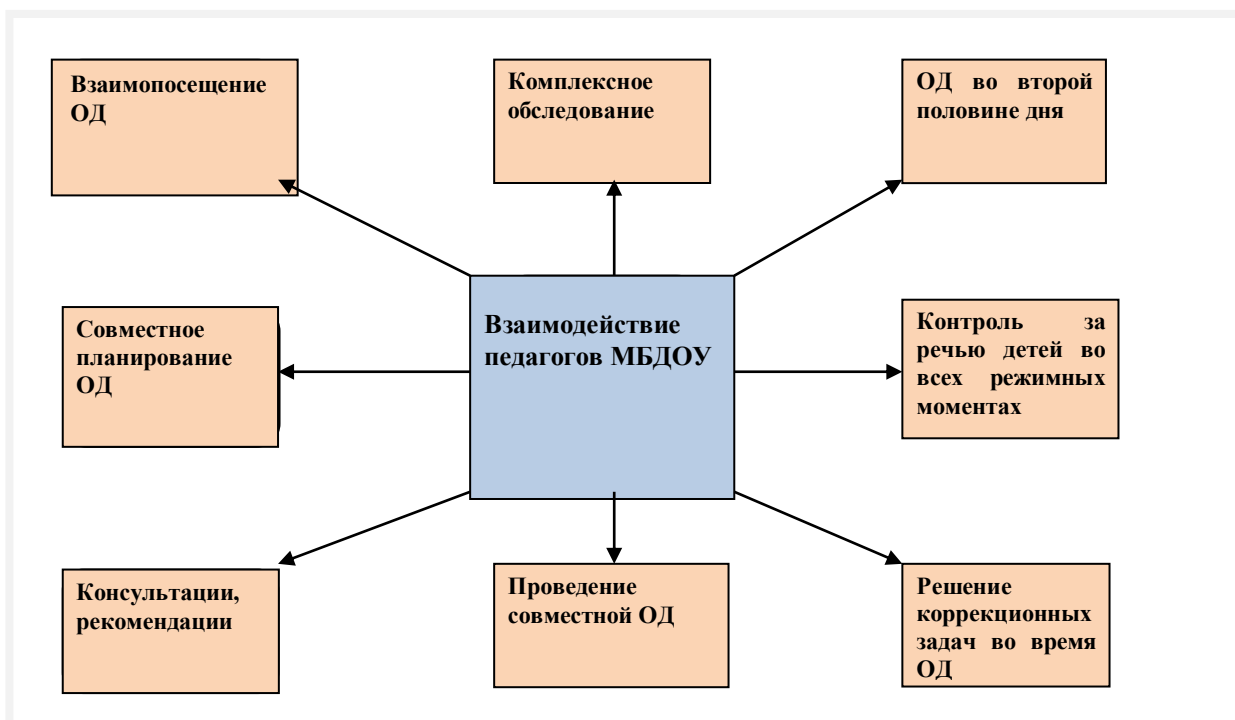 Взаимопосещение
ОД
Комплексное
обследование
ОД во второй
половине дня
Совместное
планирование
ОД
Взаимодействие
педагогов МБДОУ
Контроль за
речью детей во
всех режимных
моментах
Консультации,
рекомендации
Проведение
совместной ОД
Решение
коррекционных
задач во время
ОД